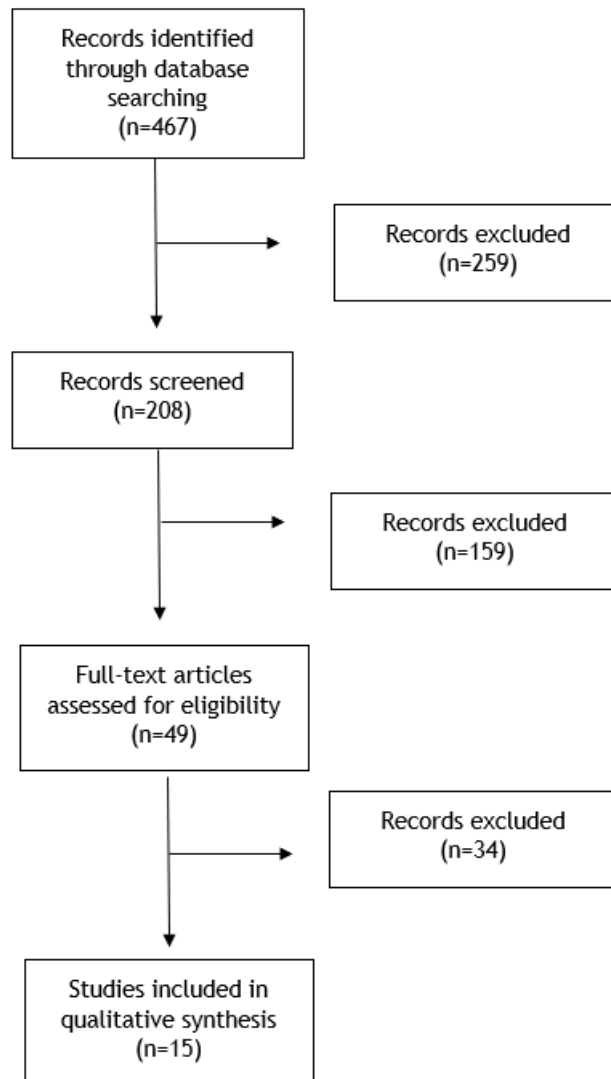 Records identified
through database
searching
(n=467)
Records excluded
(n=259)
Records screened
(n=208)
Records excluded
(n=159)
Full-text articles
assessed for eligibility
(n=49)
Records excluded
(n=34)
Studies included in
qualitative synthesis
(n=15)